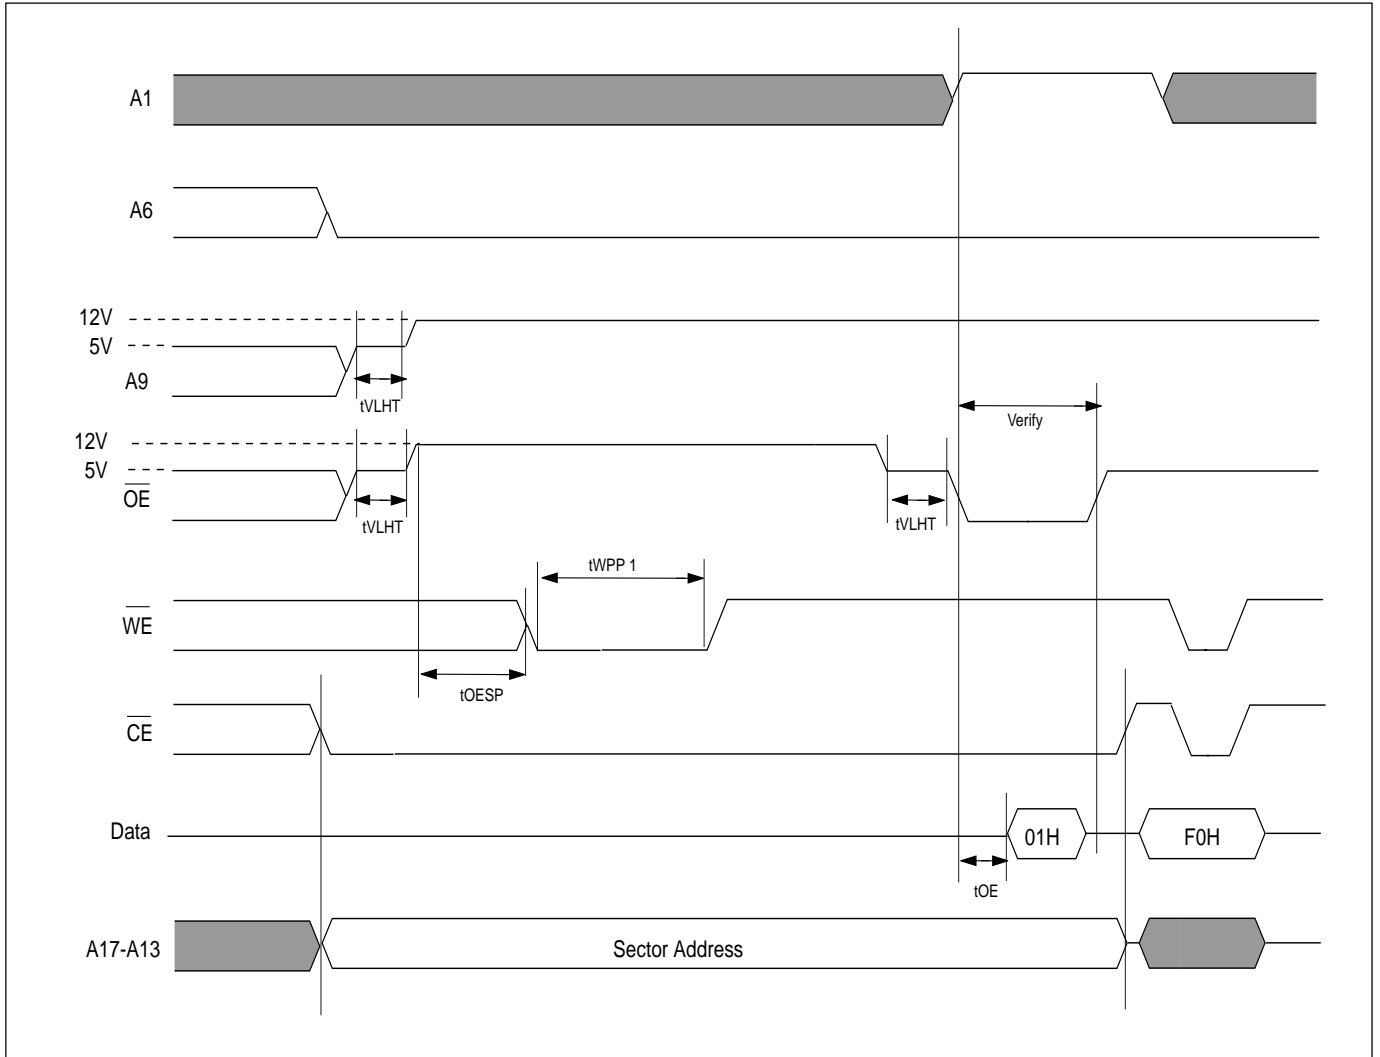 A1
A6
12V
5V
A9
tVLHT
Verify
12V
5V
OE
tVLHT
tVLHT
tWPP 1
WE
tOESP
CE
Data
01H
F0H
tOE
A17-A13
Sector Address